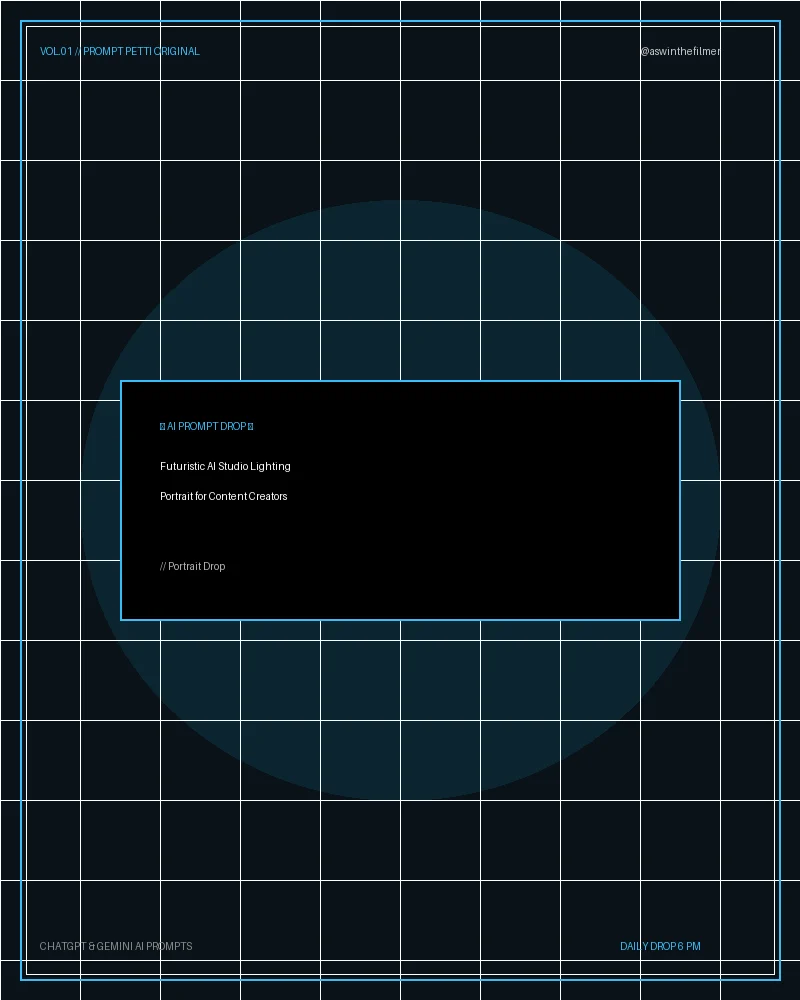 VOL.01 // PROMPT PETTI ORIGINAL
@aswinthefilmer
AI PROMPT DROP
Futuristic AI Studio Lighting
Portrait for Content Creators
// Portrait Drop
CHATGPT & GEMINI AI PROMPTS
DAILY DROP 6 PM